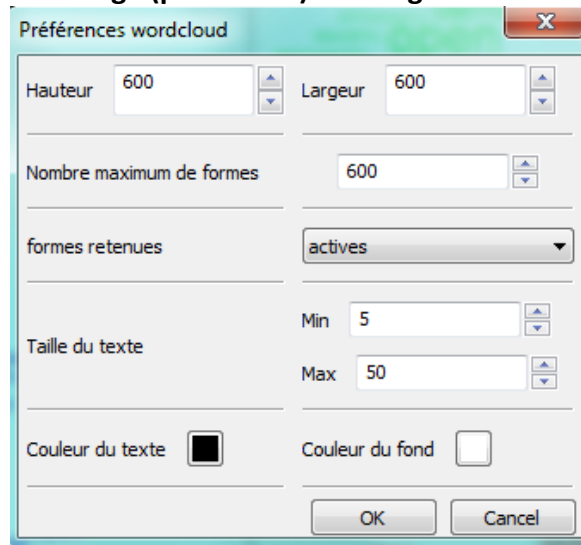 Préférences wordcloud
Hauteur 600 Largeur 600
Nombre maximum de formes 600
formes retenues actives
Taille du texte
Min 5
Max 50
Couleur du texte Couleur du fond
OK Cancel